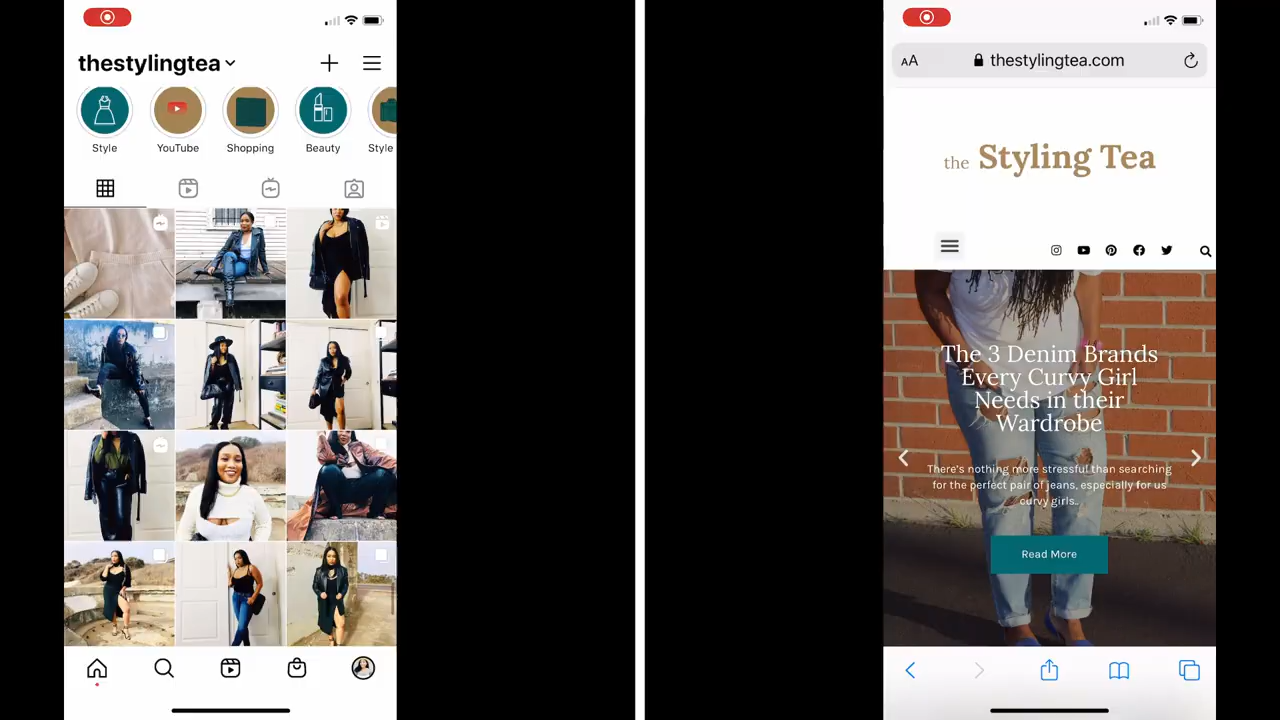 thestylingtea
Style
YouTube
Shopping
Beauty
Style
AA
thestylingtea.com
the Styling Tea
The 3 Denim Brands
Every Curvy Girl
Needs in their
Wardrobe
There's nothing more stressful than searching
for the perfect pair of jeans, especially for us
curvy girls..
Read More